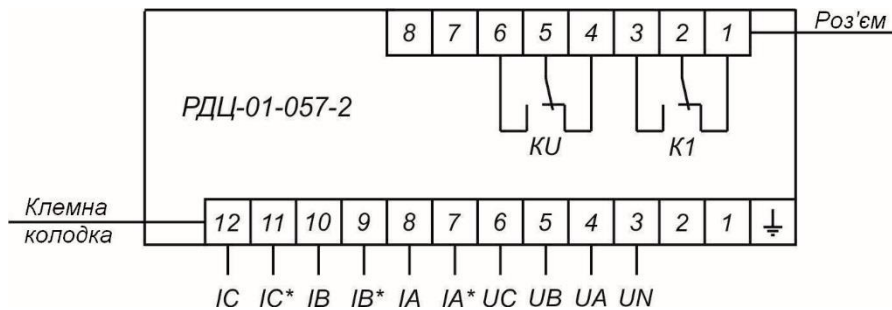 8 7 6 5 4 3 2 1
Роз'єм
РДЦ-01-057-2
KU
K1
Клемна
колодка
12 11 10 9 8 7 6 5 4 3 2 1
IC IC* IB IB* IA IA* UC UB UA UN